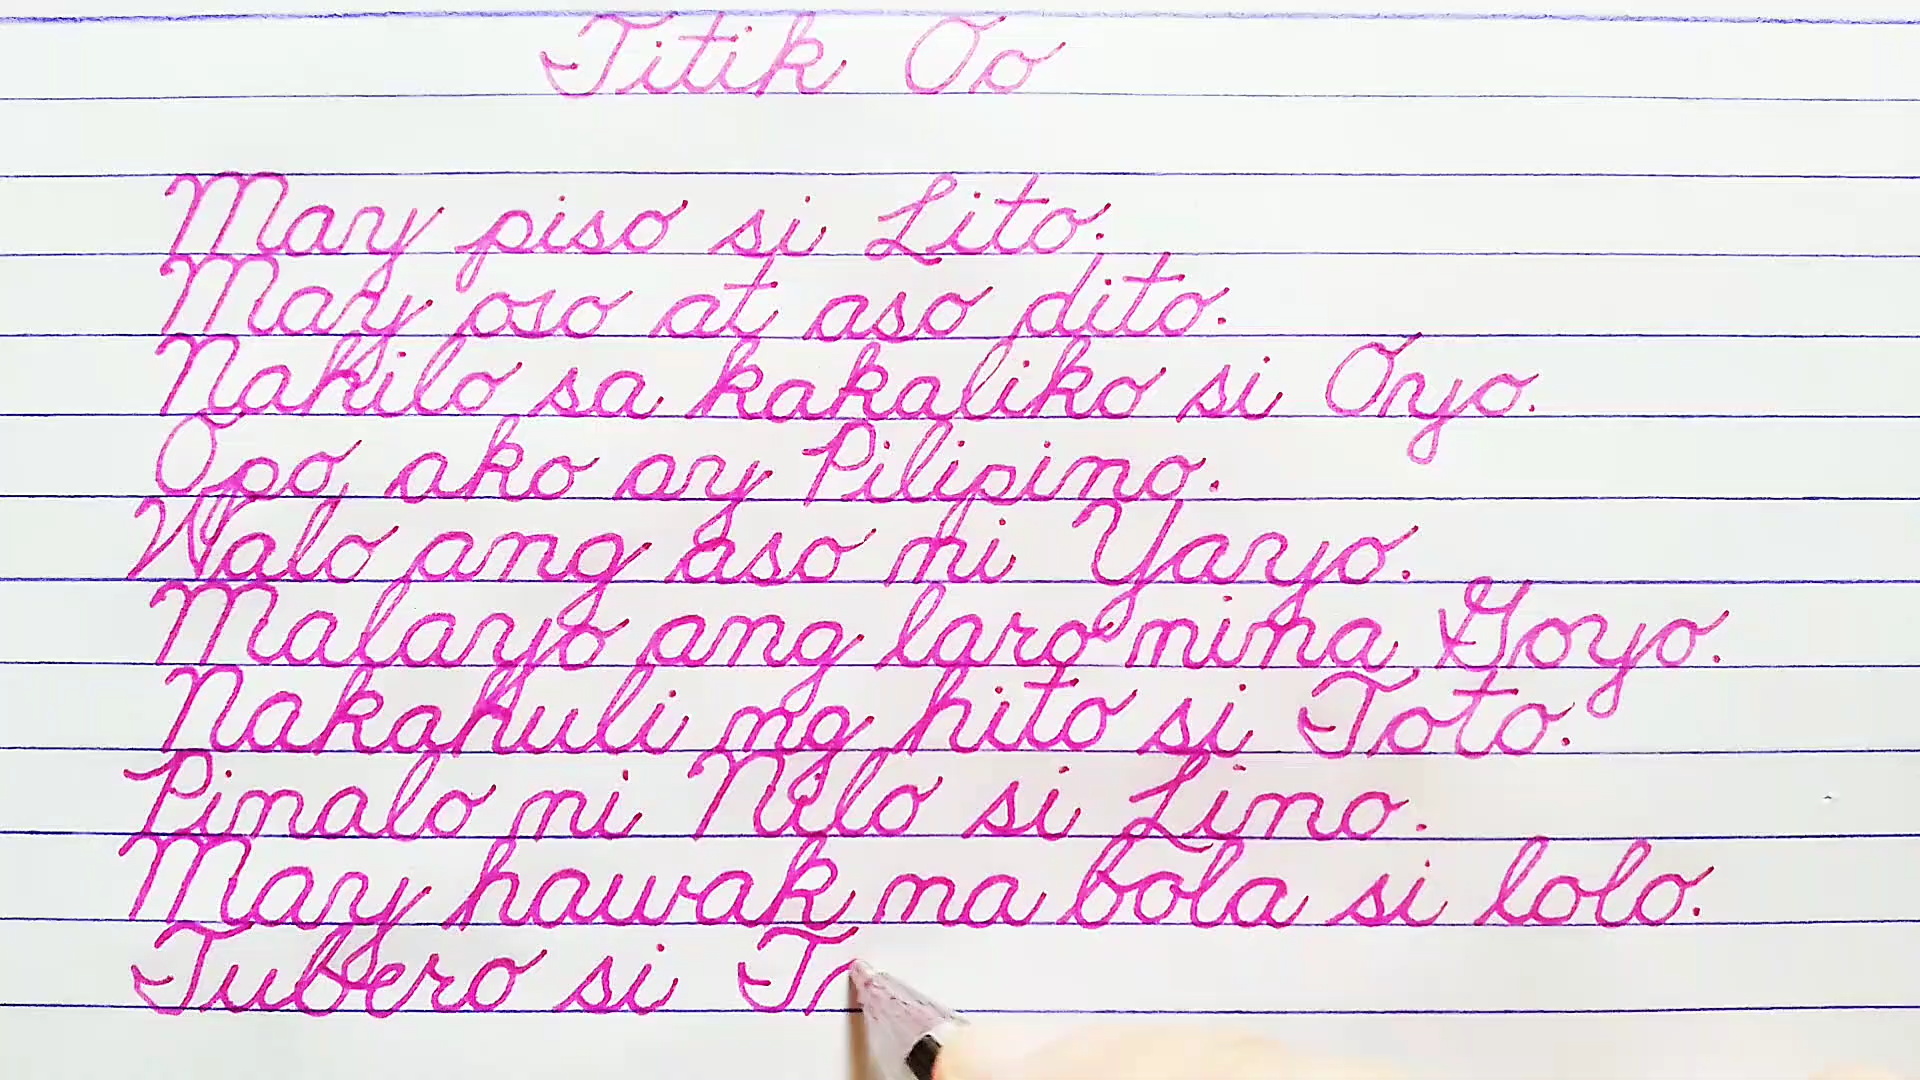 Titik Oo
May piso si Lito.
May oso at aso dito.
Nahilo sa kakaliko si Onyo.
Opo, ako ay Pilipino.
Walo ang aso ni Yanyo.
Malayo ang laro nina Goyo.
Nakahuli ng hito si Toto.
Pinalo ni Nilo si Lino.
May hawak na bola si lolo.
Tubero si